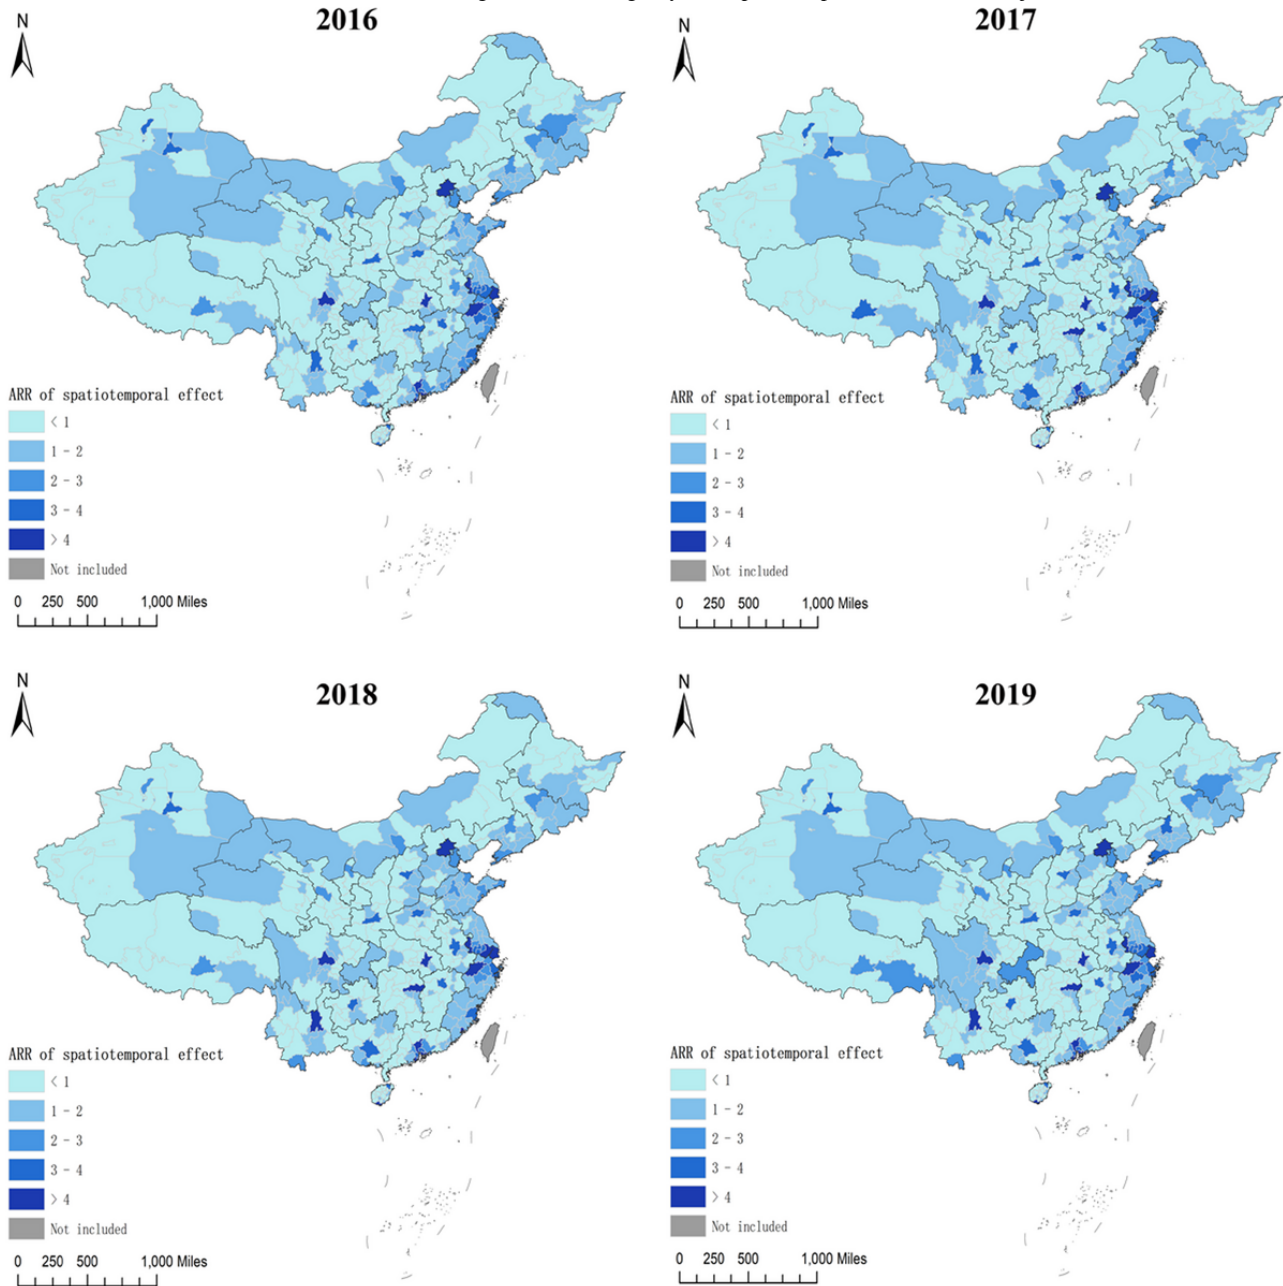 N
2016
ARR of spatiotemporal effect
< 1
1 - 2
2 - 3
3 - 4
> 4
Not included
0 250 500 1,000 Miles
N
2017
ARR of spatiotemporal effect
< 1
1 - 2
2 - 3
3 - 4
> 4
Not included
0 250 500 1,000 Miles
N
2018
ARR of spatiotemporal effect
< 1
1 - 2
2 - 3
3 - 4
> 4
Not included
0 250 500 1,000 Miles
N
2019
ARR of spatiotemporal effect
< 1
1 - 2
2 - 3
3 - 4
> 4
Not included
0 250 500 1,000 Miles